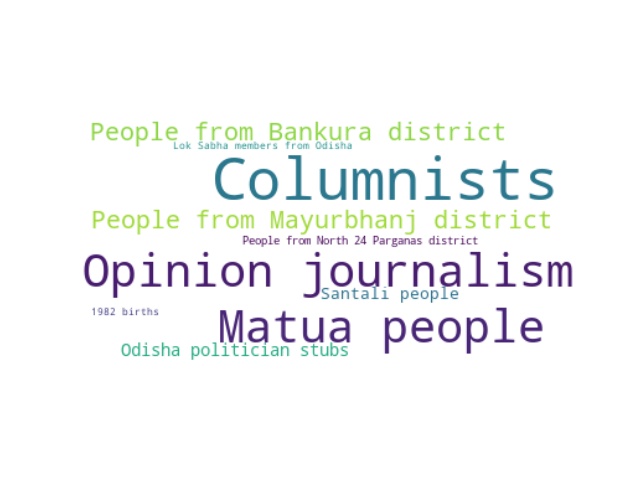 People from Bankura district
Lok Sabha members from Odisha
Columnists
People from Mayurbhanj district
People from North 24 Parganas district
Opinion journalism
Santali people
1982 births
Matua people
Odisha politician stubs